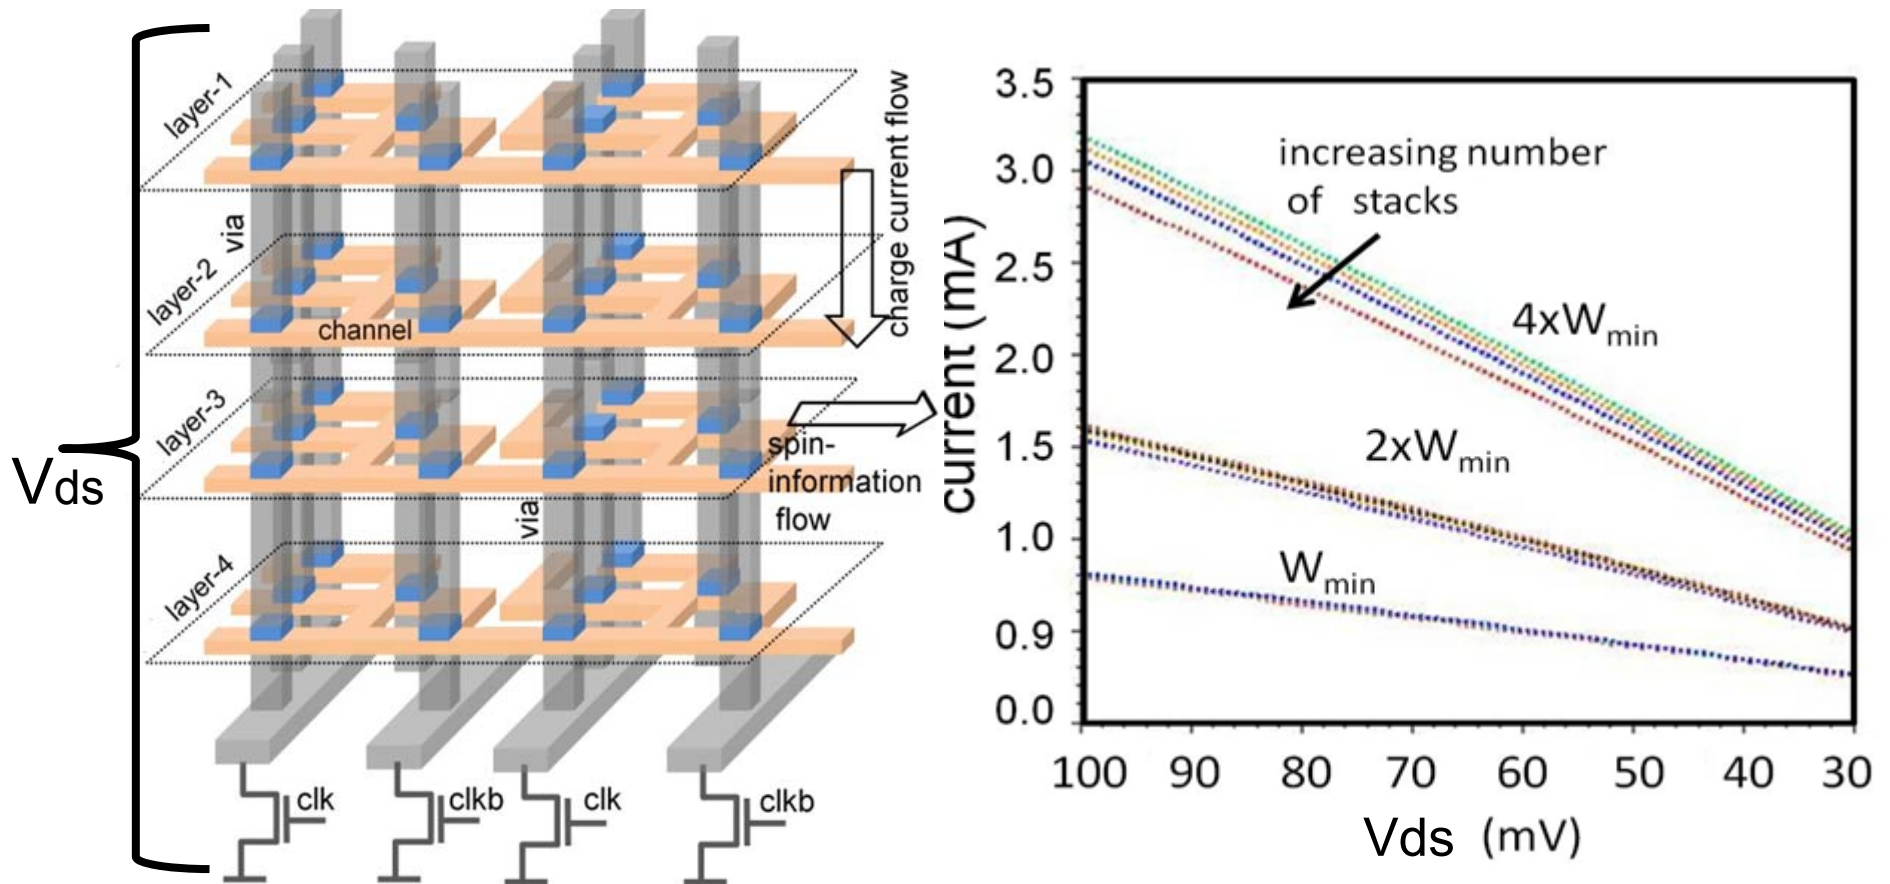 Vds
layer-1
layer-2
layer-3
layer-4
via
channel
via
charge current flow
spin-
information
flow
clk
clkb
clk
clkb
current (mA)
3.5
3.0
2.5
2.0
1.5
1.0
0.9
0.0
increasing number
of stacks
4xWmin
2xWmin
Wmin
100 90 80 70 60 50 40 30
Vds (mV)